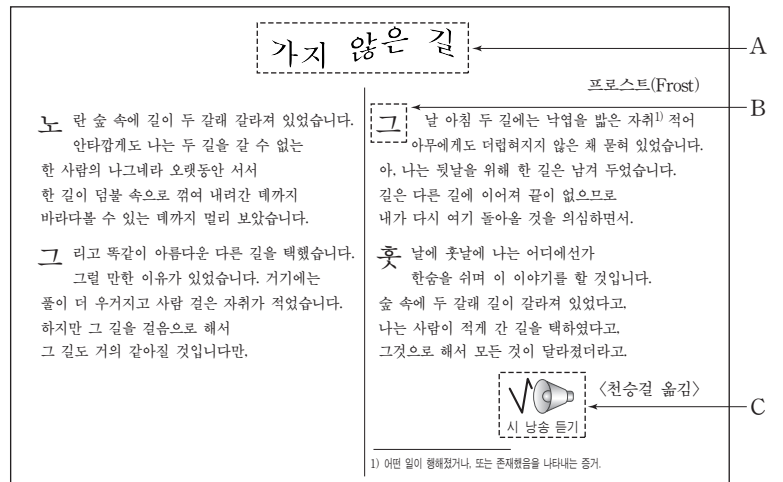 가지 않은 길
A
프로스트(Frost)
B
노란 숲 속에 길이 두 갈래 갈라져 있었습니다.
안타깝게도 나는 두 길을 갈 수 없는
한 사람의 나그네라 오랫동안 서서
한 길이 덤불 속으로 꺾여 내려간 데까지
바라다볼 수 있는 데까지 멀리 보았습니다.
그리고 똑같이 아름다운 다른 길을 택했습니다.
그럴 만한 이유가 있었습니다. 거기에는
풀이 더 우거지고 사람 걸은 자취가 적었습니다.
하지만 그 길을 걸음으로 해서
그 길도 거의 같아질 것입니다만,
그날 아침 두 길에는 낙엽을 밟은 자취1) 적어
아무에게도 더럽혀지지 않은 채 묻혀 있었습니다.
아, 나는 뒷날을 위해 한 길은 남겨 두었습니다.
길은 다른 길에 이어져 끝이 없으므로
내가 다시 여기 돌아올 것을 의심하면서.
훗날에 훗날에 나는 어디에선가
한숨을 쉬며 이 이야기를 할 것입니다.
숲 속에 두 갈래 길이 갈라져 있었다고,
나는 사람이 적게 간 길을 택하였다고,
그것으로 해서 모든 것이 달라졌더라고.
〈천승걸 옮김〉
시 낭송 듣기
C
1) 어떤 일이 행해졌거나, 또는 존재했음을 나타내는 증거.